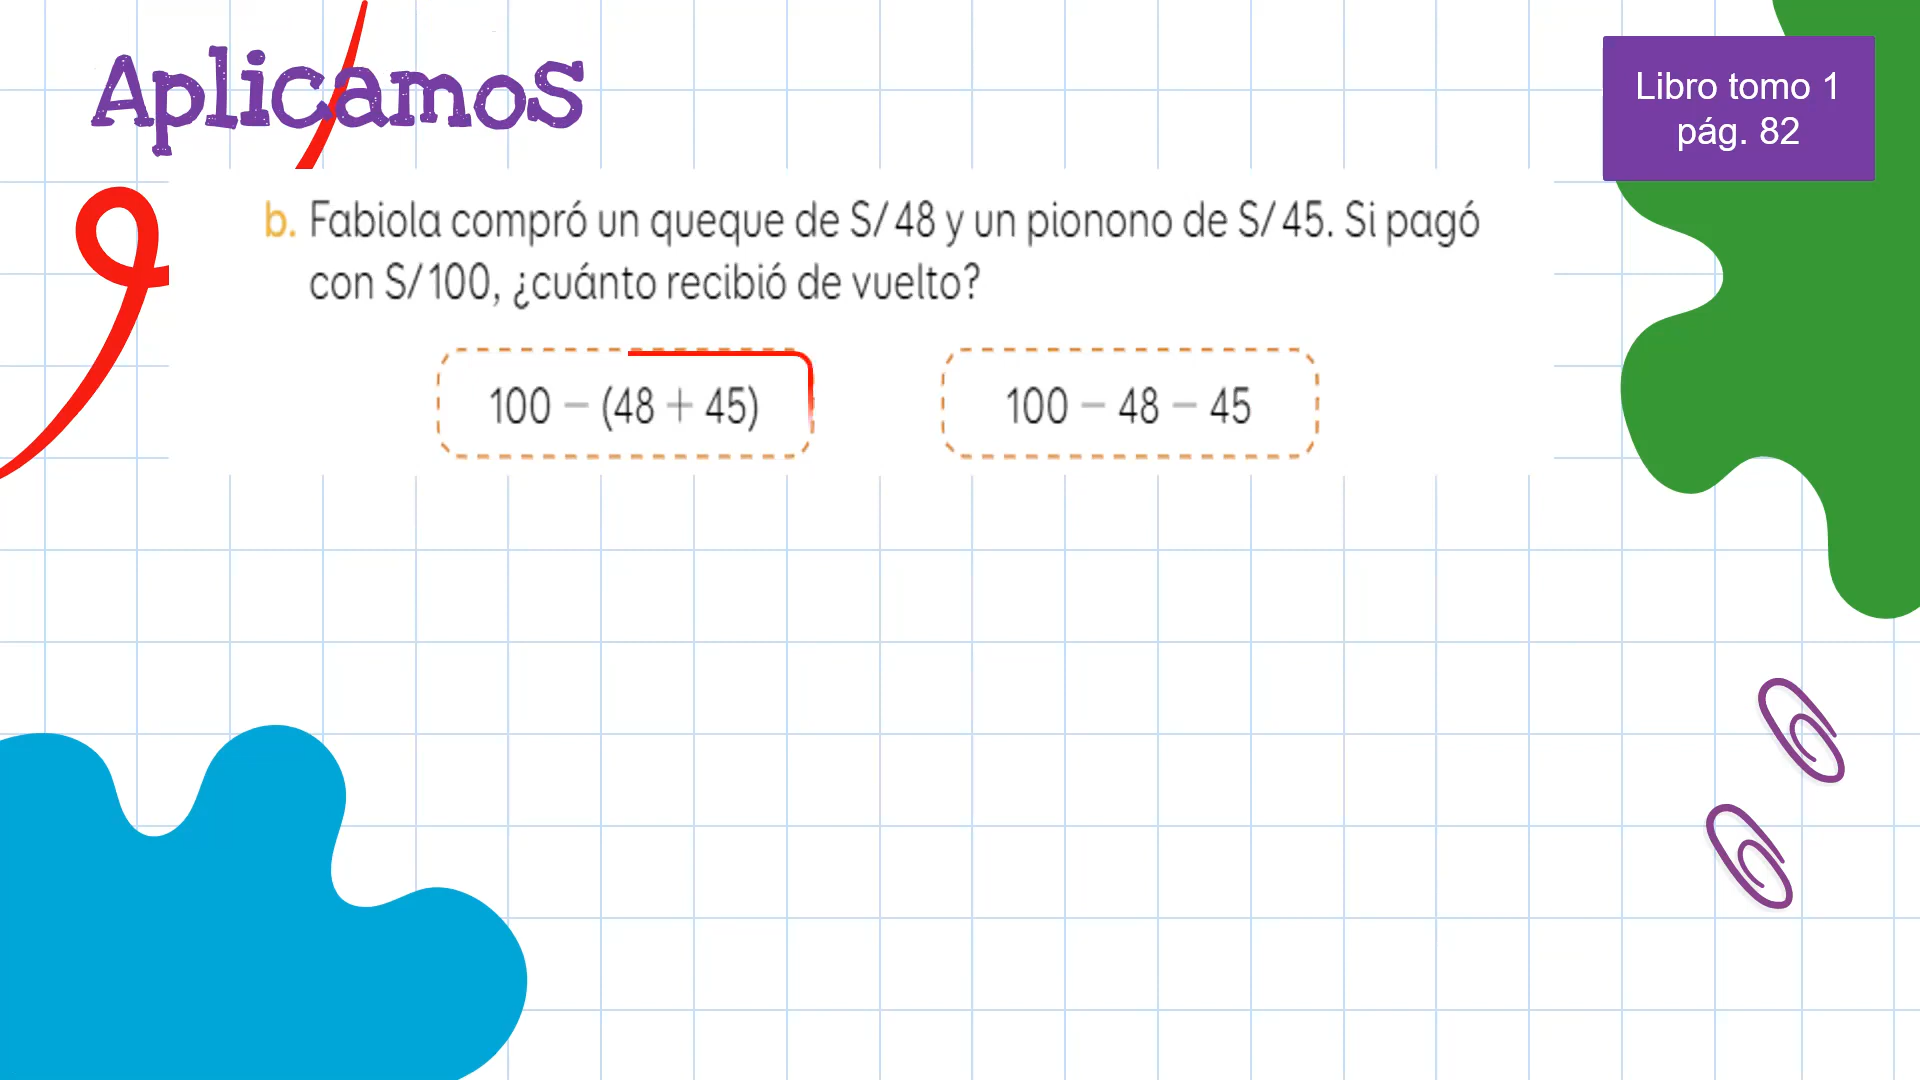 Aplicamos
Libro tomo 1
pág. 82
b. Fabiola compró un queque de S/ 48 y un pionono de S/ 45. Si pagó
con S/ 100, ¿cuánto recibió de vuelto?
100 − (48 + 45)
100 − 48 − 45